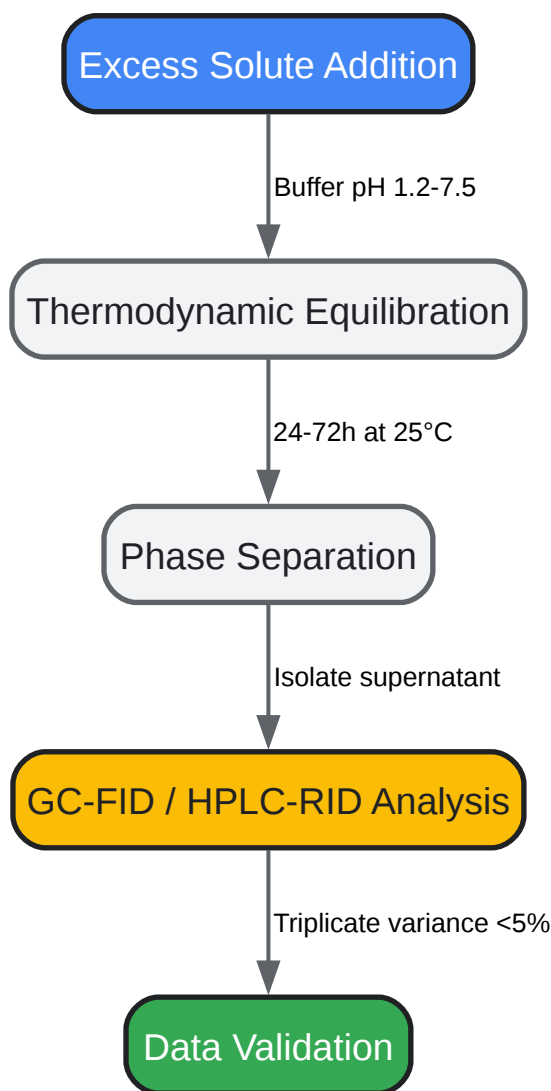 Excess Solute Addition
Buffer pH 1.2-7.5
Thermodynamic Equilibration
24-72h at 25°C
Phase Separation
Isolate supernatant
GC-FID / HPLC-RID Analysis
Triplicate variance <5%
Data Validation